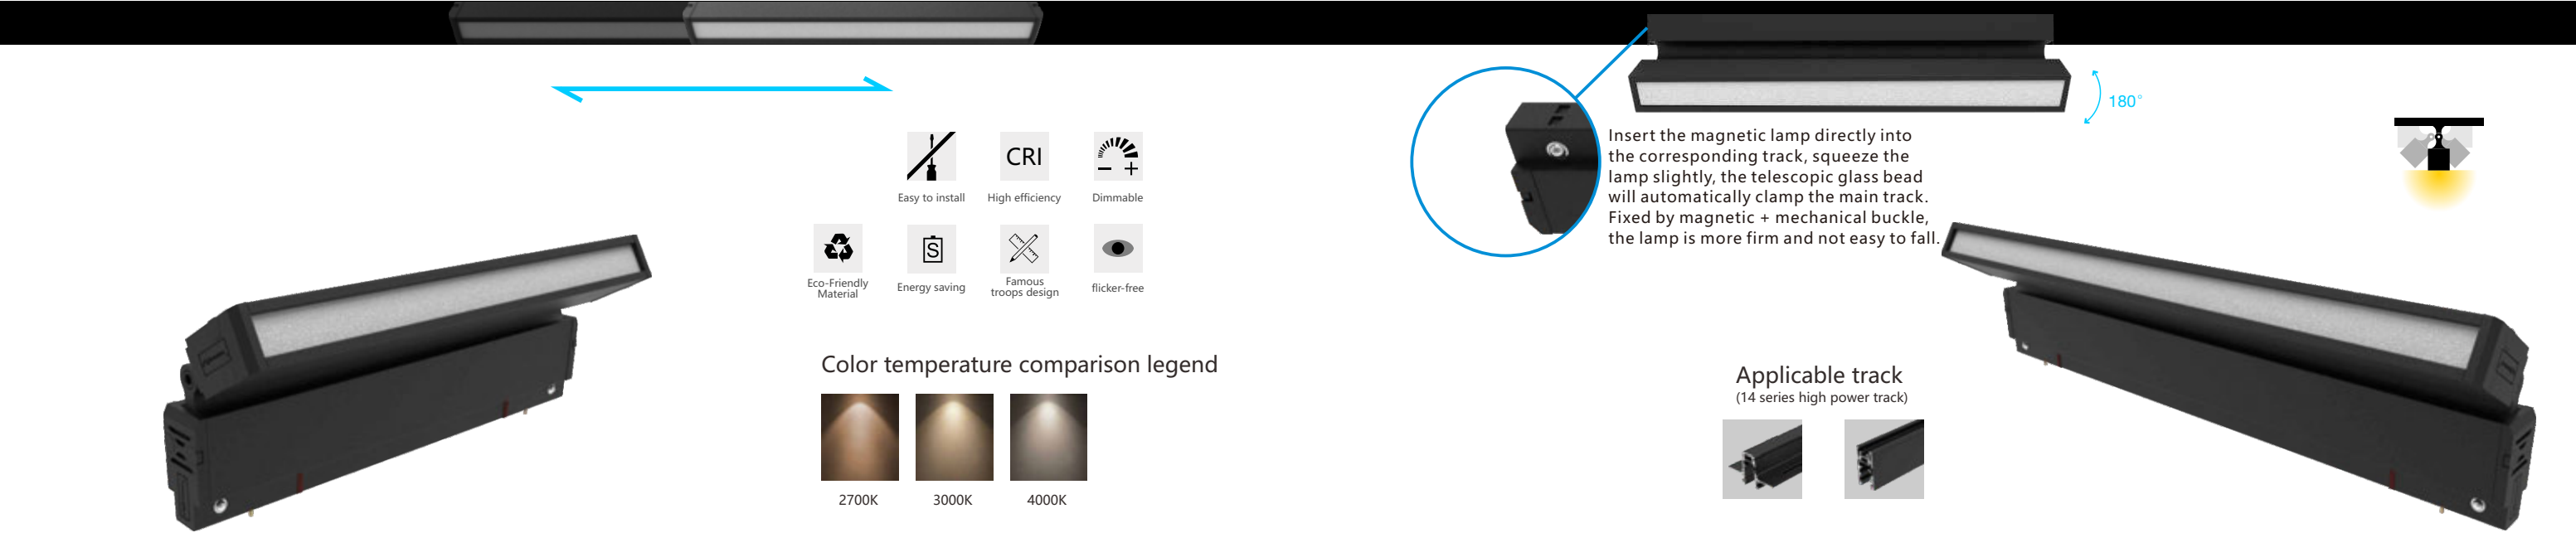 180°
Insert the magnetic lamp directly into
the corresponding track, squeeze the
lamp slightly, the telescopic glass bead
will automatically clamp the main track.
Fixed by magnetic + mechanical buckle,
the lamp is more firm and not easy to fall.
CRI
Easy to install
High efficiency
Dimmable
S
Eco-Friendly
Material
Energy saving
Famous
troops design
flicker-free
Color temperature comparison legend
2700K
3000K
4000K
Applicable track
(14 series high power track)